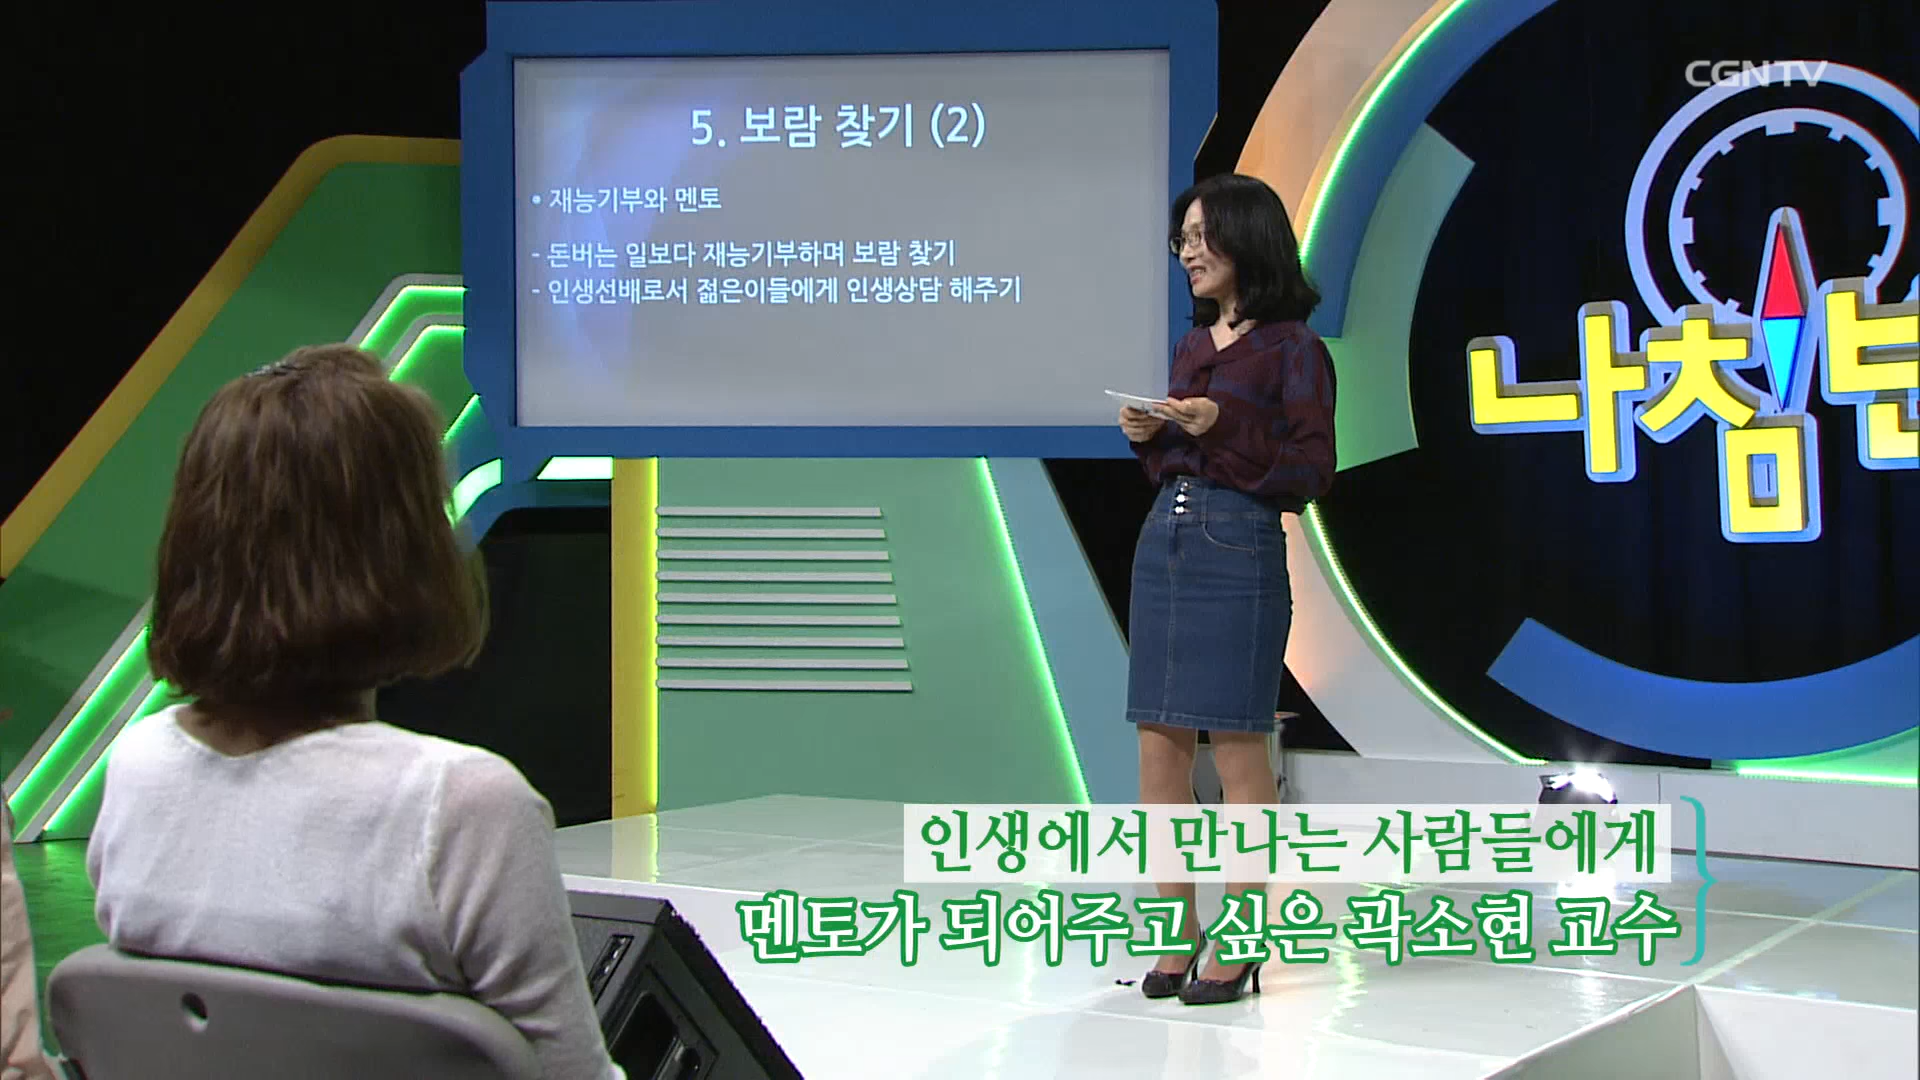 CGNTV
5. 보람 찾기 (2)
• 재능기부와 멘토
- 돈버는 일보다 재능기부하며 보람 찾기
- 인생선배로서 젊은이들에게 인생상담 해주기
나침
인생에서 만나는 사람들에게
멘토가 되어주고 싶은 곽소현 교수